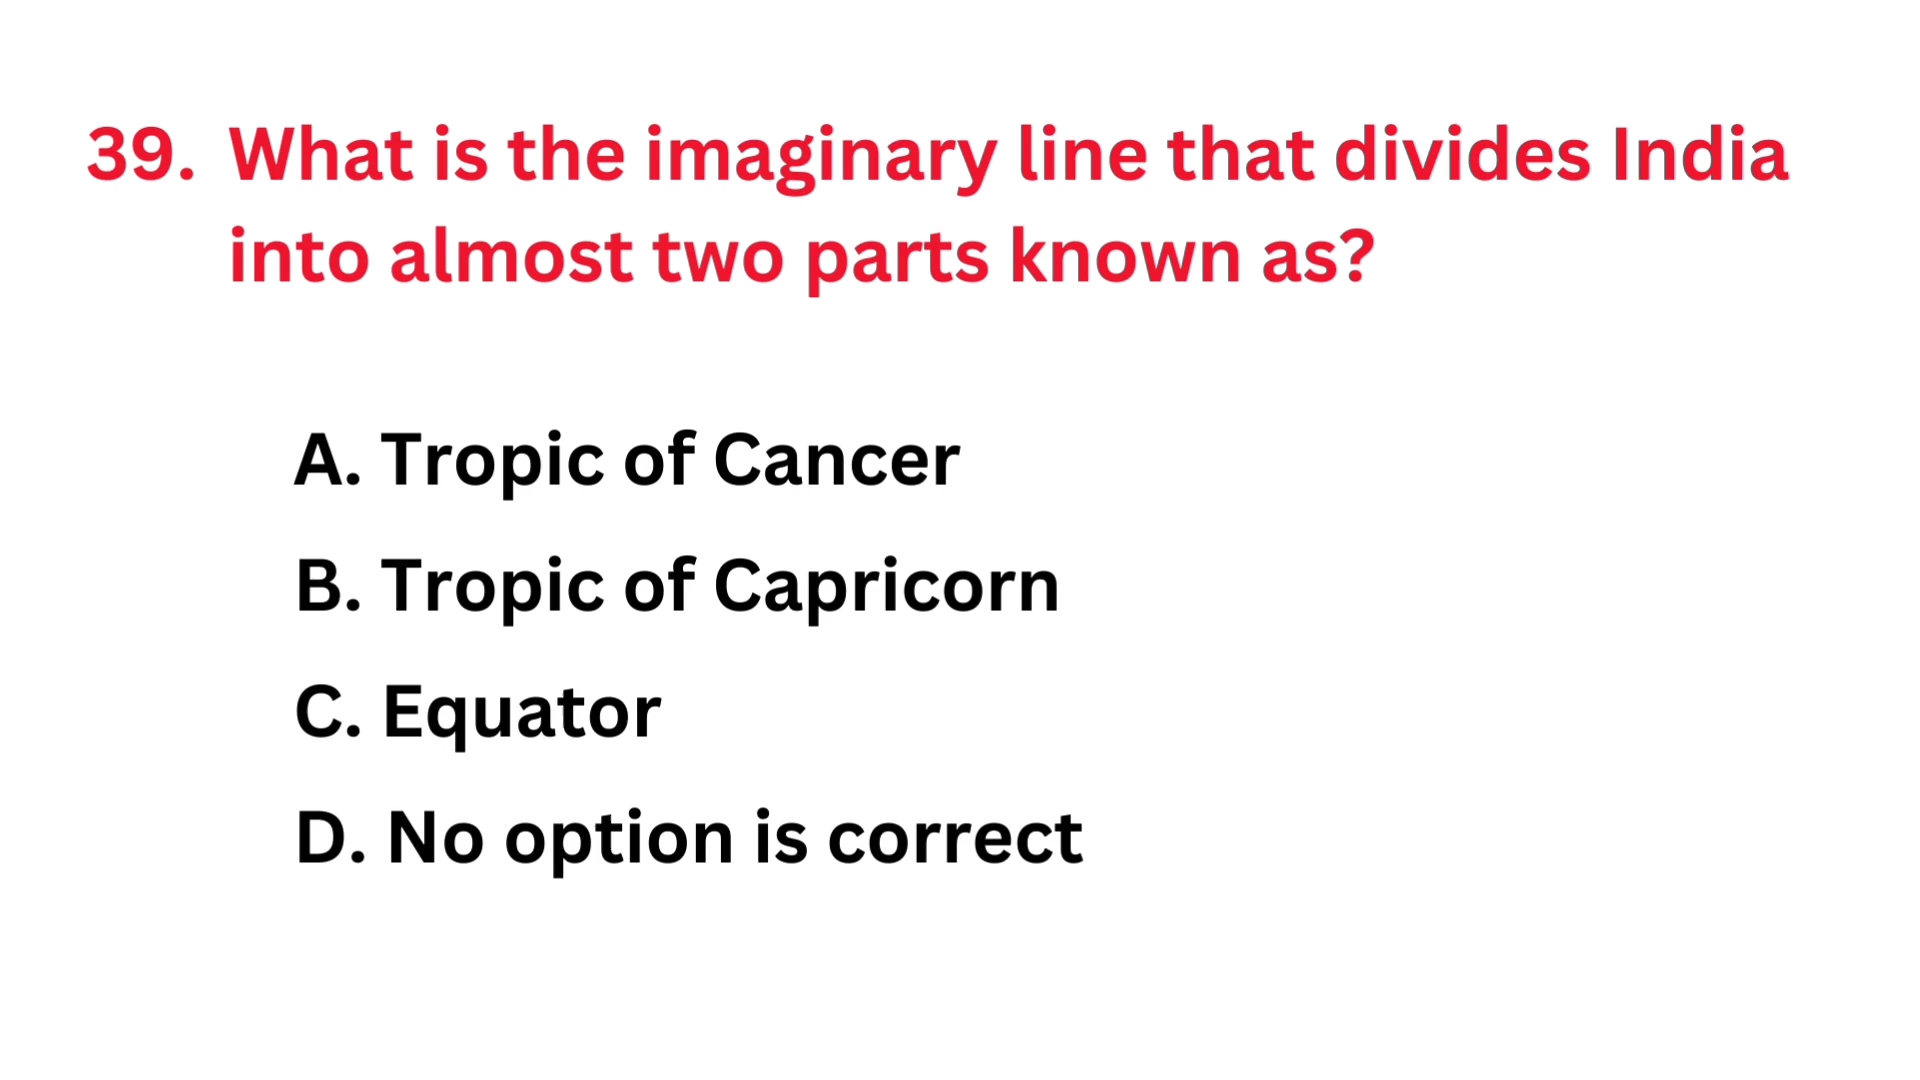 39. What is the imaginary line that divides India
into almost two parts known as?
A. Tropic of Cancer
B. Tropic of Capricorn
C. Equator
D. No option is correct